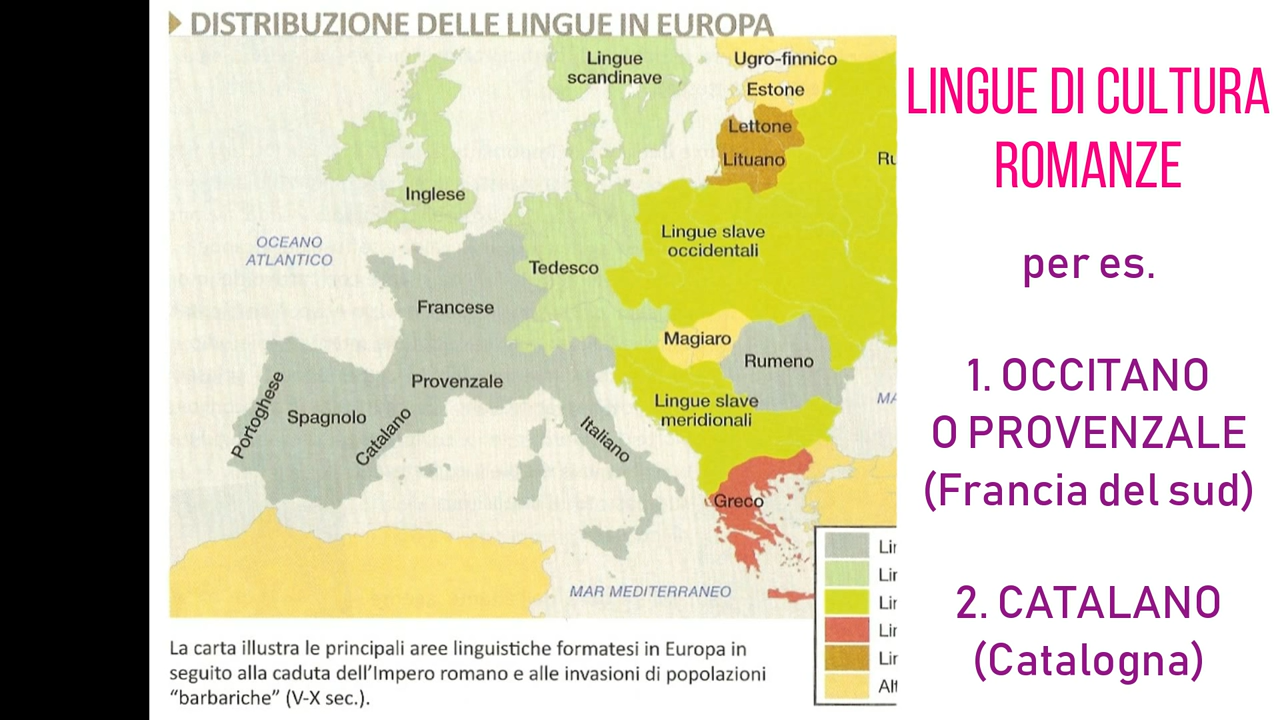 DISTRIBUZIONE DELLE LINGUE IN EUROPA
Lingue
scandinave
Ugro-finnico
Estone
Lettone
Lituano
Inglese
Lingue slave
occidentali
OCEANO
ATLANTICO
Tedesco
Francese
Magiaro
Rumeno
Provenzale
Portoghese
Spagnolo
Catalano
Italiano
Lingue slave
meridionali
Greco
MAR MEDITERRANEO
La carta illustra le principali aree linguistiche formatesi in Europa in
seguito alla caduta dell'Impero romano e alle invasioni di popolazioni
"barbariche" (V-X sec.).
LINGUE DI CULTURA
ROMANZE
per es.
1. OCCITANO
O PROVENZALE
(Francia del sud)
2. CATALANO
(Catalogna)